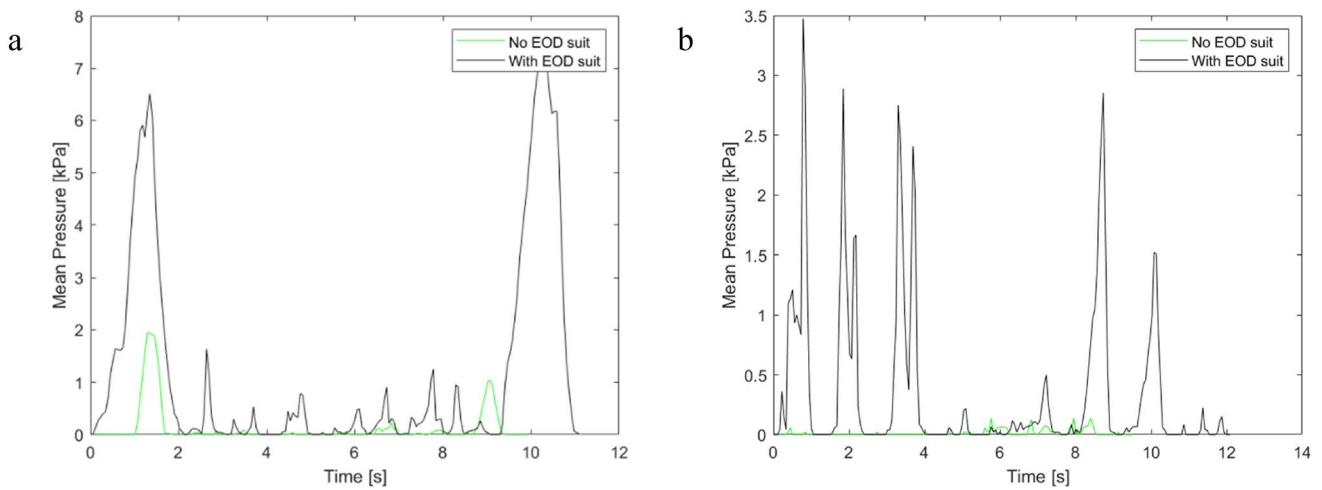 a
8
7
6
5
4
3
2
1
0
Mean Pressure [kPa]
No EOD suit
With EOD suit
0 2 4 6 8 10 12
Time [s]
b
3.5
3
2.5
2
1.5
1
0.5
0
Mean Pressure [kPa]
No EOD suit
With EOD suit
0 2 4 6 8 10 12 14
Time [s]